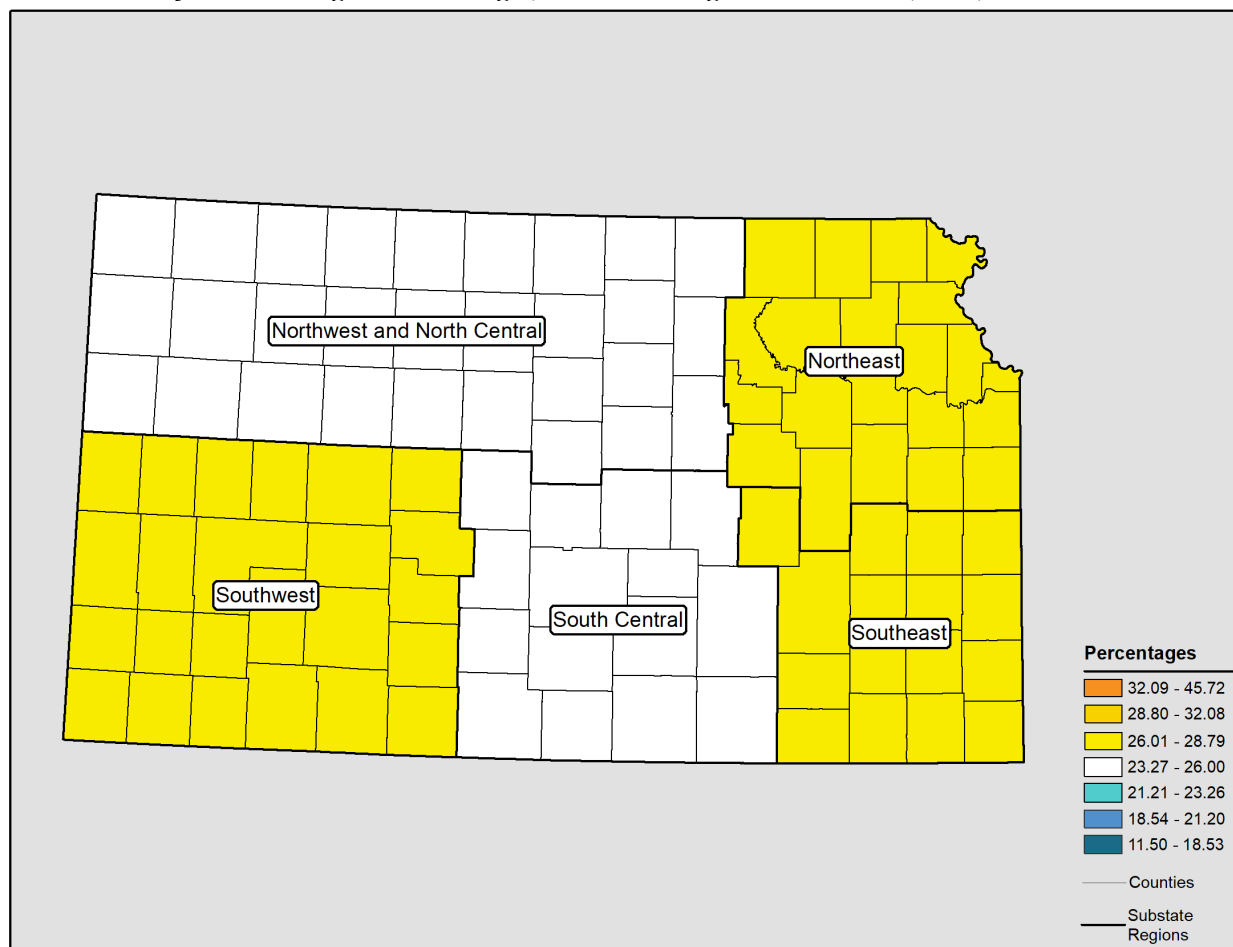 Northwest and North Central
Northeast
Southwest
South Central
Southeast
Percentages
32.09 - 45.72
28.80 - 32.08
26.01 - 28.79
23.27 - 26.00
21.21 - 23.26
18.54 - 21.20
11.50 - 18.53
Counties
Substate
Regions